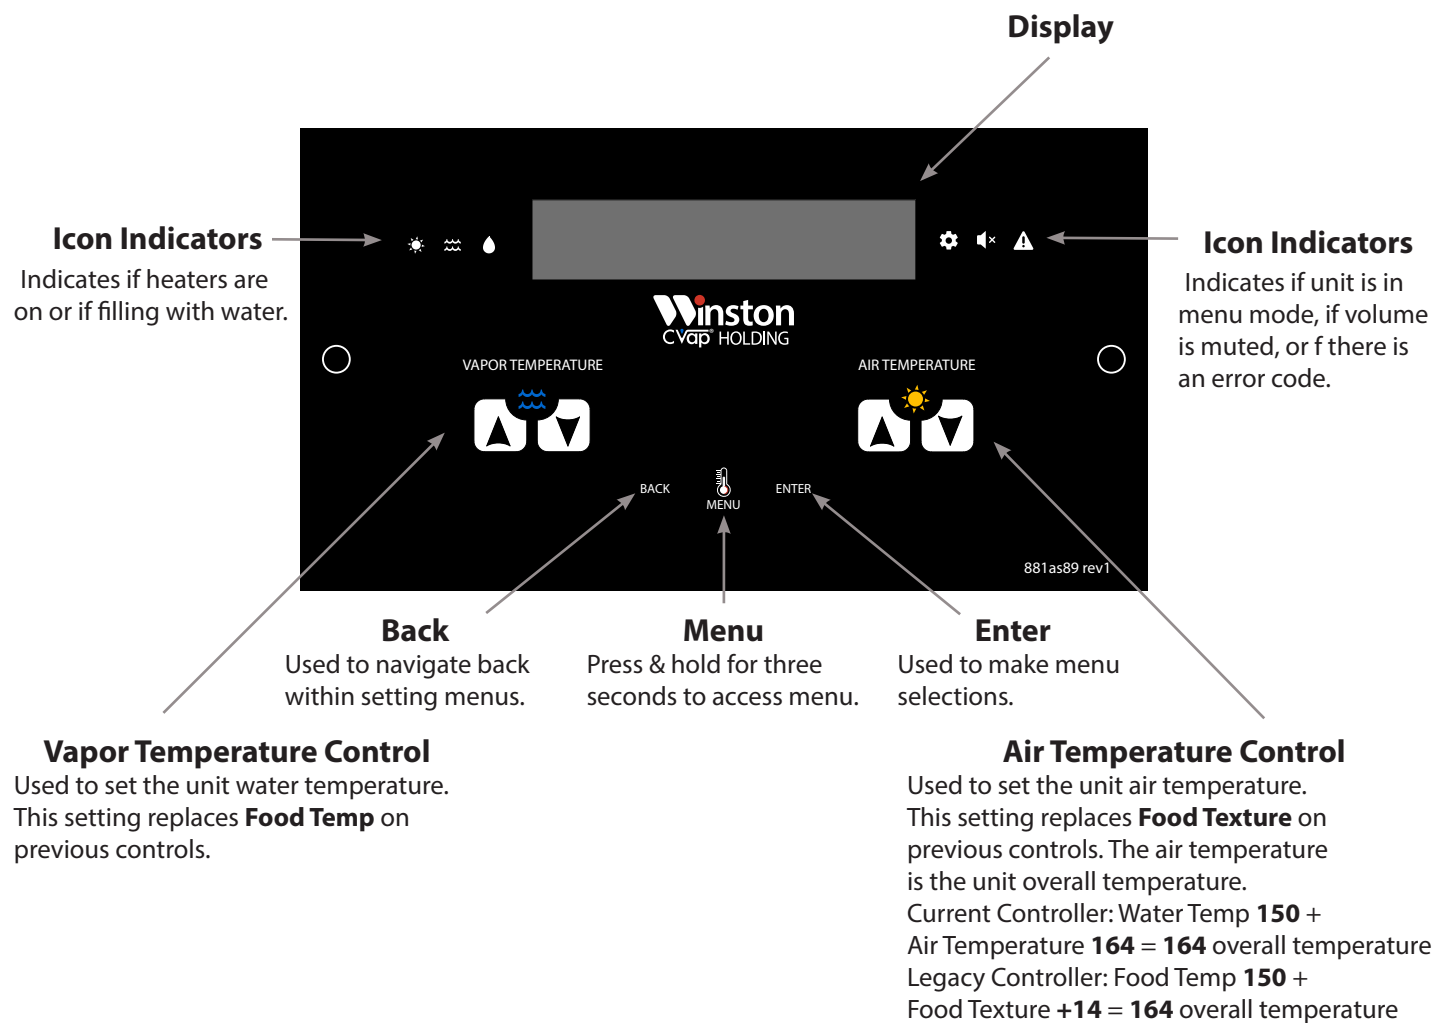 Display
Icon Indicators
Indicates if heaters are
on or if filling with water.
Icon Indicators
Indicates if unit is in
menu mode, if volume
is muted, or f there is
an error code.
Winston
CVap® HOLDING
VAPOR TEMPERATURE
AIR TEMPERATURE
BACK
MENU
ENTER
881as89 rev1
Back
Used to navigate back
within setting menus.
Menu
Press & hold for three
seconds to access menu.
Enter
Used to make menu
selections.
Vapor Temperature Control
Used to set the unit water temperature.
This setting replaces Food Temp on
previous controls.
Air Temperature Control
Used to set the unit air temperature.
This setting replaces Food Texture on
previous controls. The air temperature
is the unit overall temperature.
Current Controller: Water Temp 150 +
Air Temperature 164 = 164 overall temperature
Legacy Controller: Food Temp 150 +
Food Texture +14 = 164 overall temperature